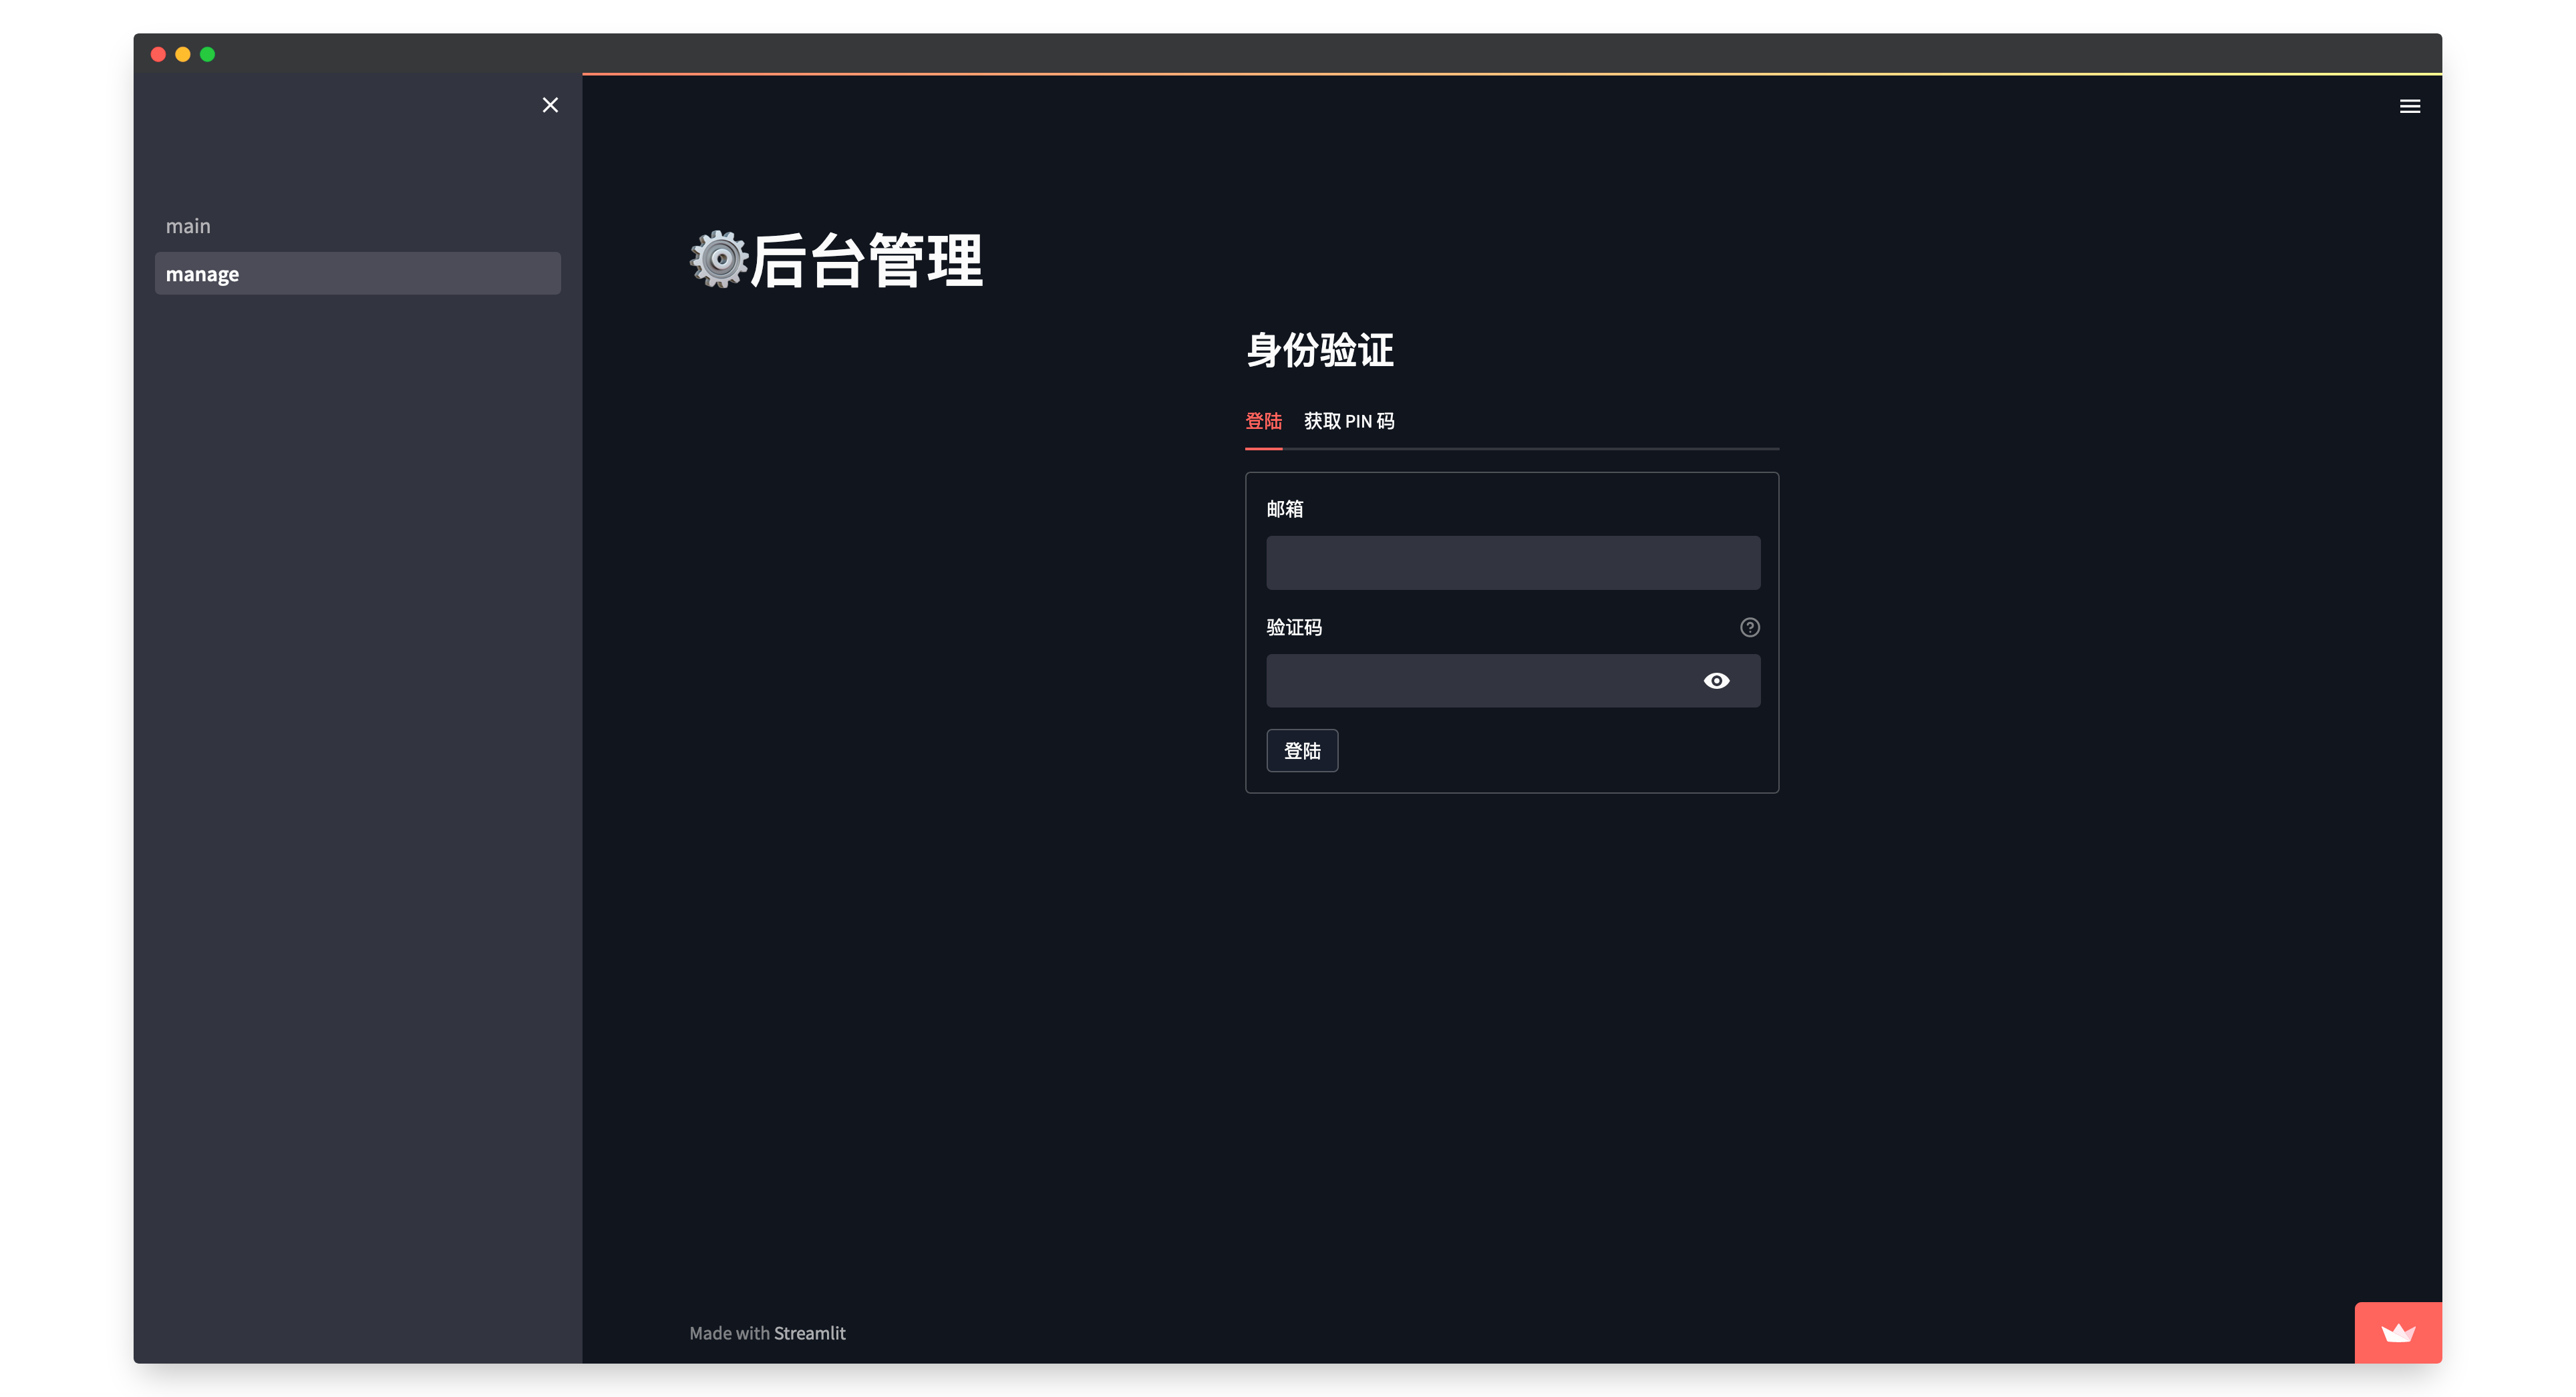 main
manage
后台管理
身份验证
登陆 获取 PIN 码
邮箱
验证码
登陆
Made with Streamlit